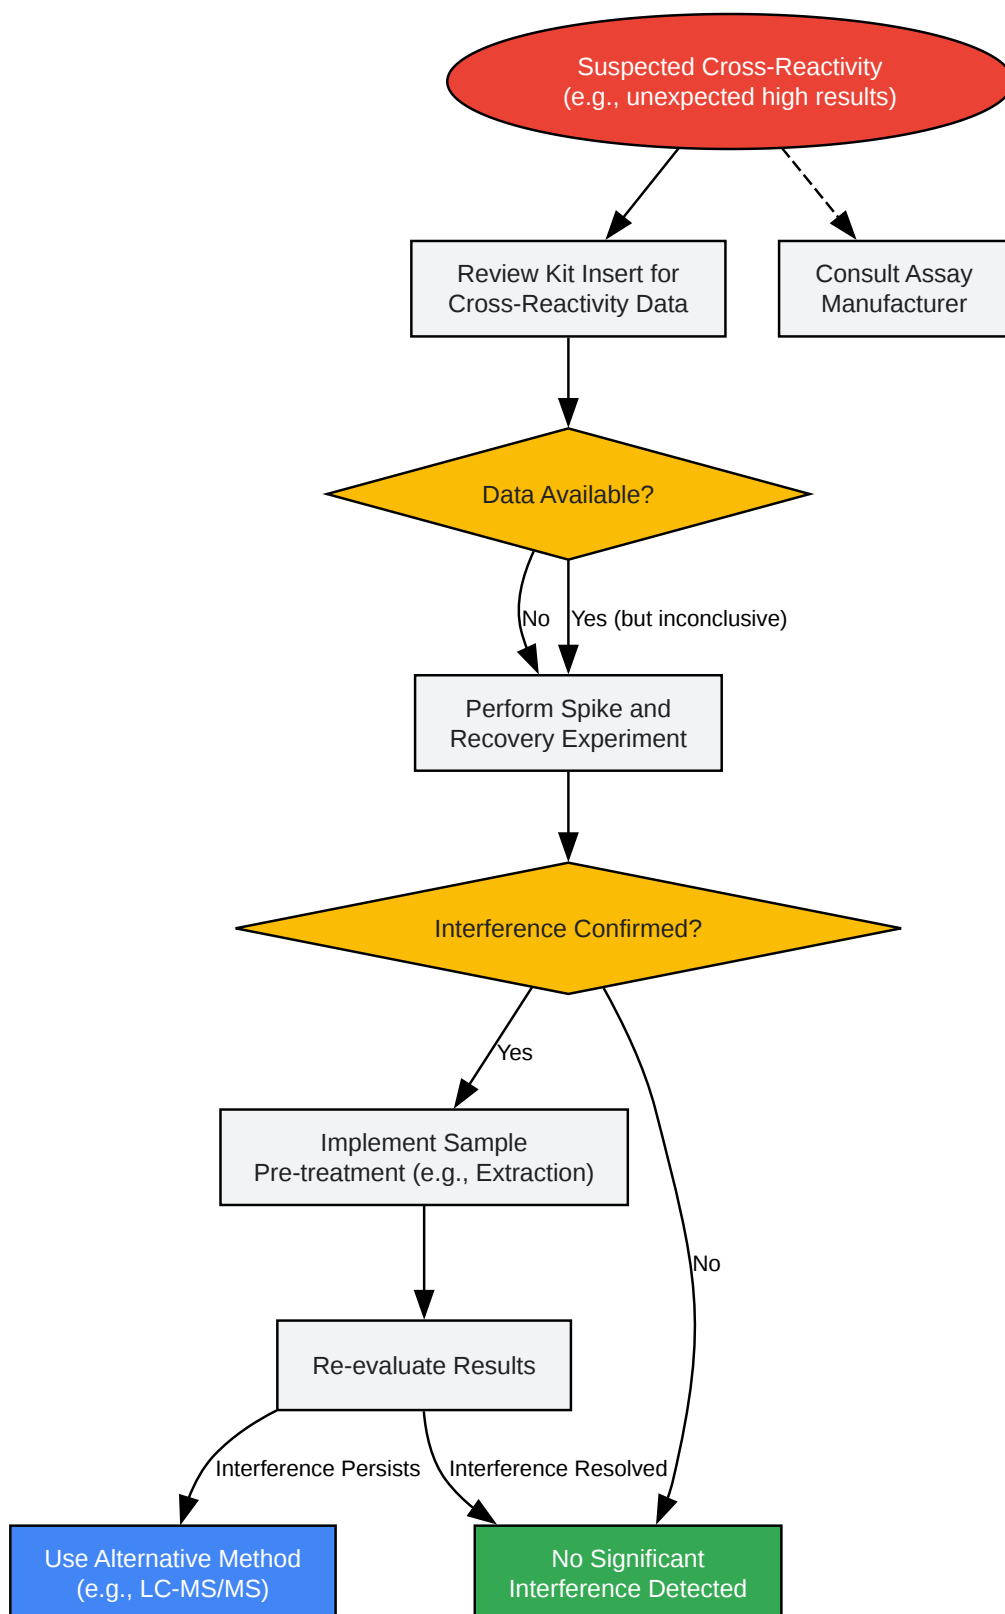 Suspected Cross-Reactivity
(e.g., unexpected high results)
Review Kit Insert for
Cross-Reactivity Data
Consult Assay
Manufacturer
Data Available?
No
Yes (but inconclusive)
Perform Spike and
Recovery Experiment
Interference Confirmed?
Yes
Implement Sample
Pre-treatment (e.g., Extraction)
No
Re-evaluate Results
Interference Persists
Interference Resolved
Use Alternative Method
(e.g., LC-MS/MS)
No Significant
Interference Detected